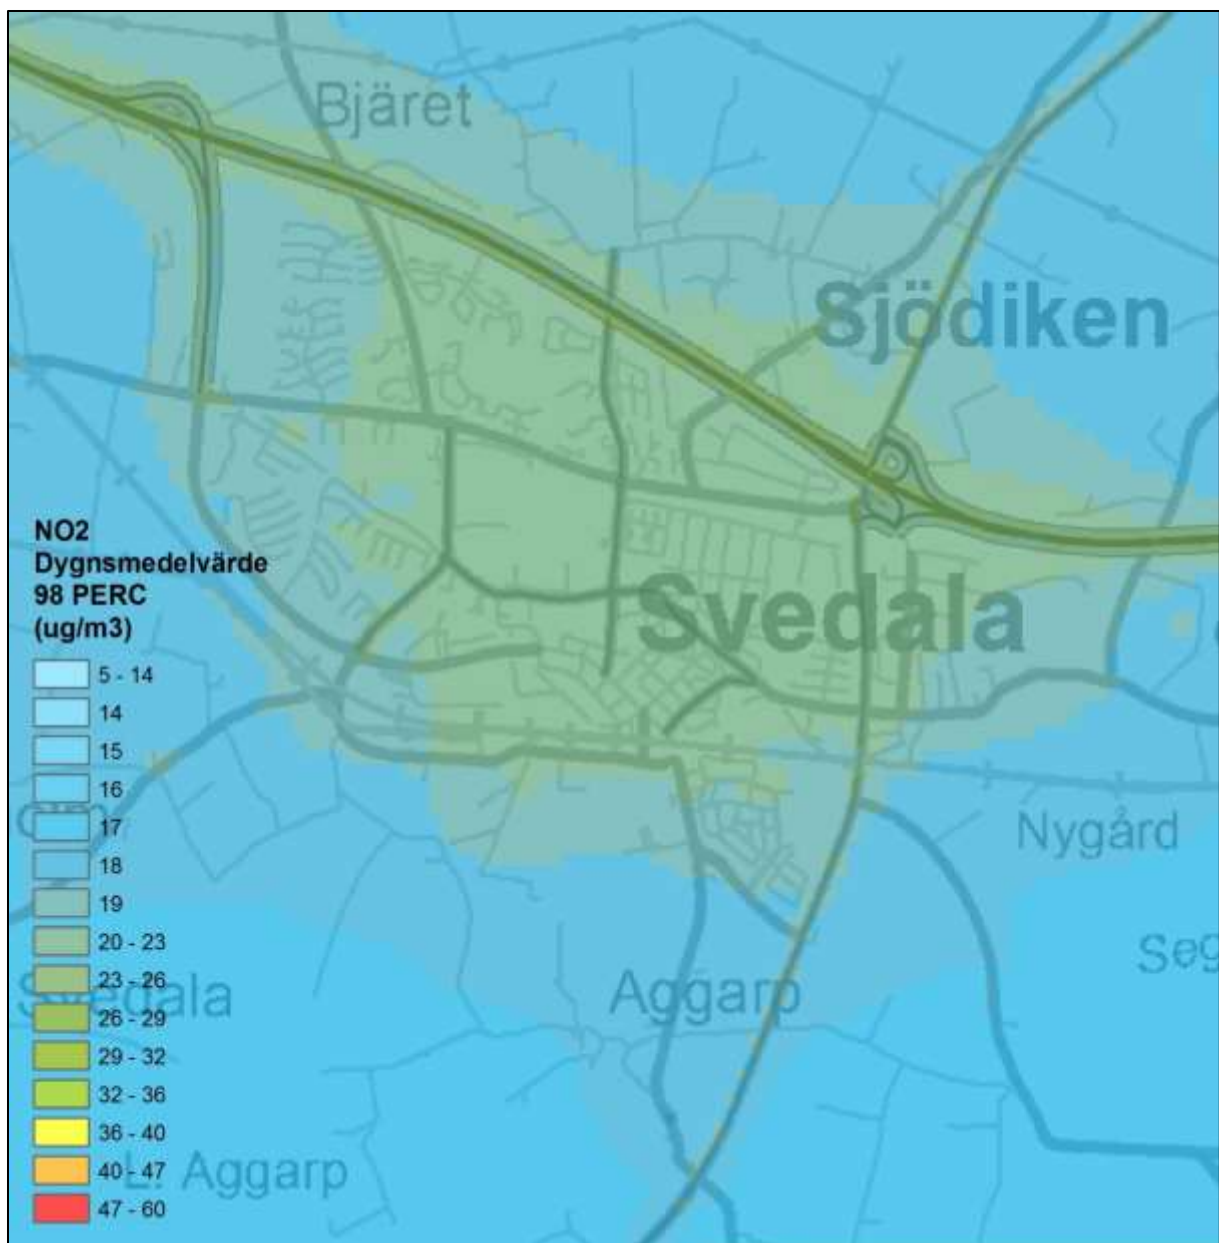 Bjäret
Sjödiken
NO2
Dygnsmedelvärde
98 PERC
(ug/m3)
Svedala
5 - 14
14
15
16
17
Nygård
18
19
20 - 23
Seg
23 - 26
Svedala
Aggarp
26 - 29
29 - 32
32 - 36
36 - 40
40 - 47
L. Aggarp
47 - 60